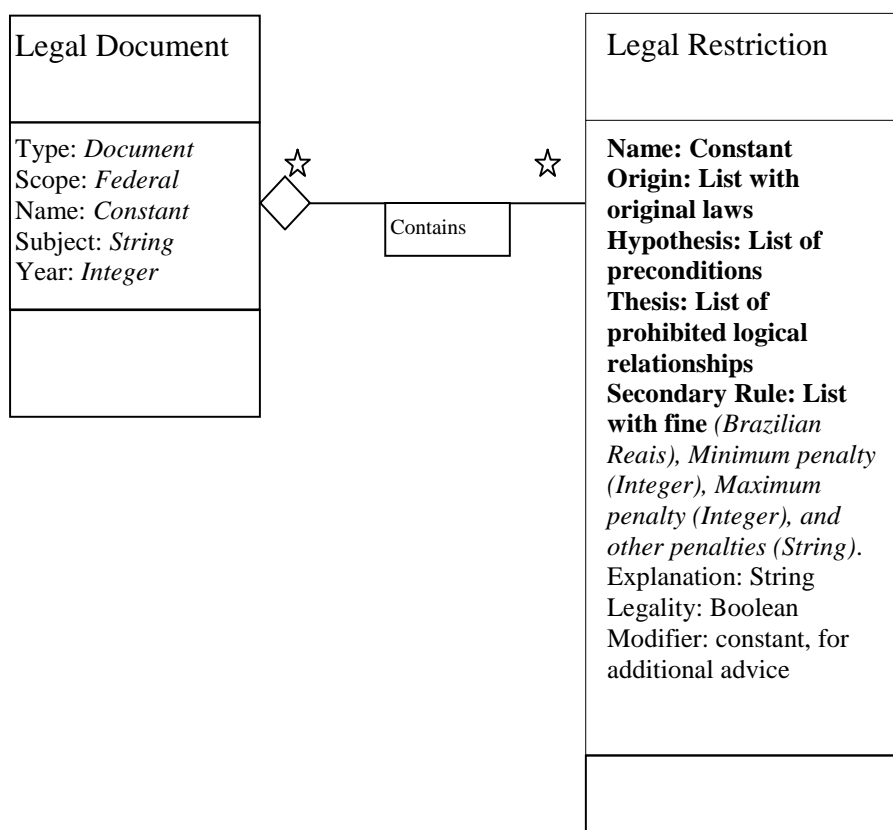 Legal Document
Type: Document
Scope: Federal
Name: Constant
Subject: String
Year: Integer
Contains
Legal Restriction
Name: Constant
Origin: List with
original laws
Hypothesis: List of
preconditions
Thesis: List of
prohibited logical
relationships
Secondary Rule: List
with fine (Brazilian
Reais), Minimum penalty
(Integer), Maximum
penalty (Integer), and
other penalties (String).
Explanation: String
Legality: Boolean
Modifier: constant, for
additional advice